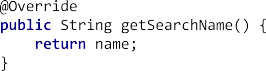 @Override
public String getSearchName() {
    return name;
}